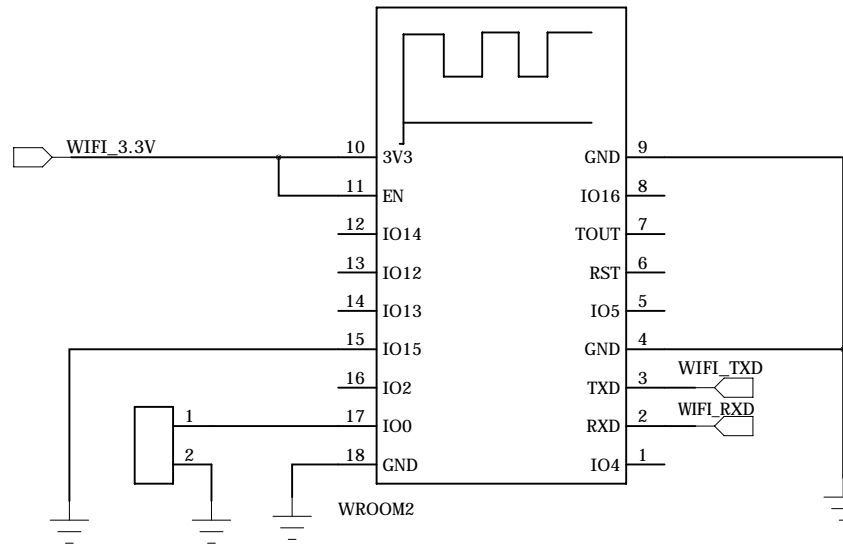 WIFI_3.3V
10 3V3 GND 9
11 EN IO16 8
12 IO14 TOUT 7
13 IO12 RST 6
14 IO13 IO5 5
15 IO15 GND 4
WIFI_TXD
16 IO2 TXD 3
WIFI_RXD
1 17 IO0 RXD 2
2 18 GND IO4 1
WROOM2